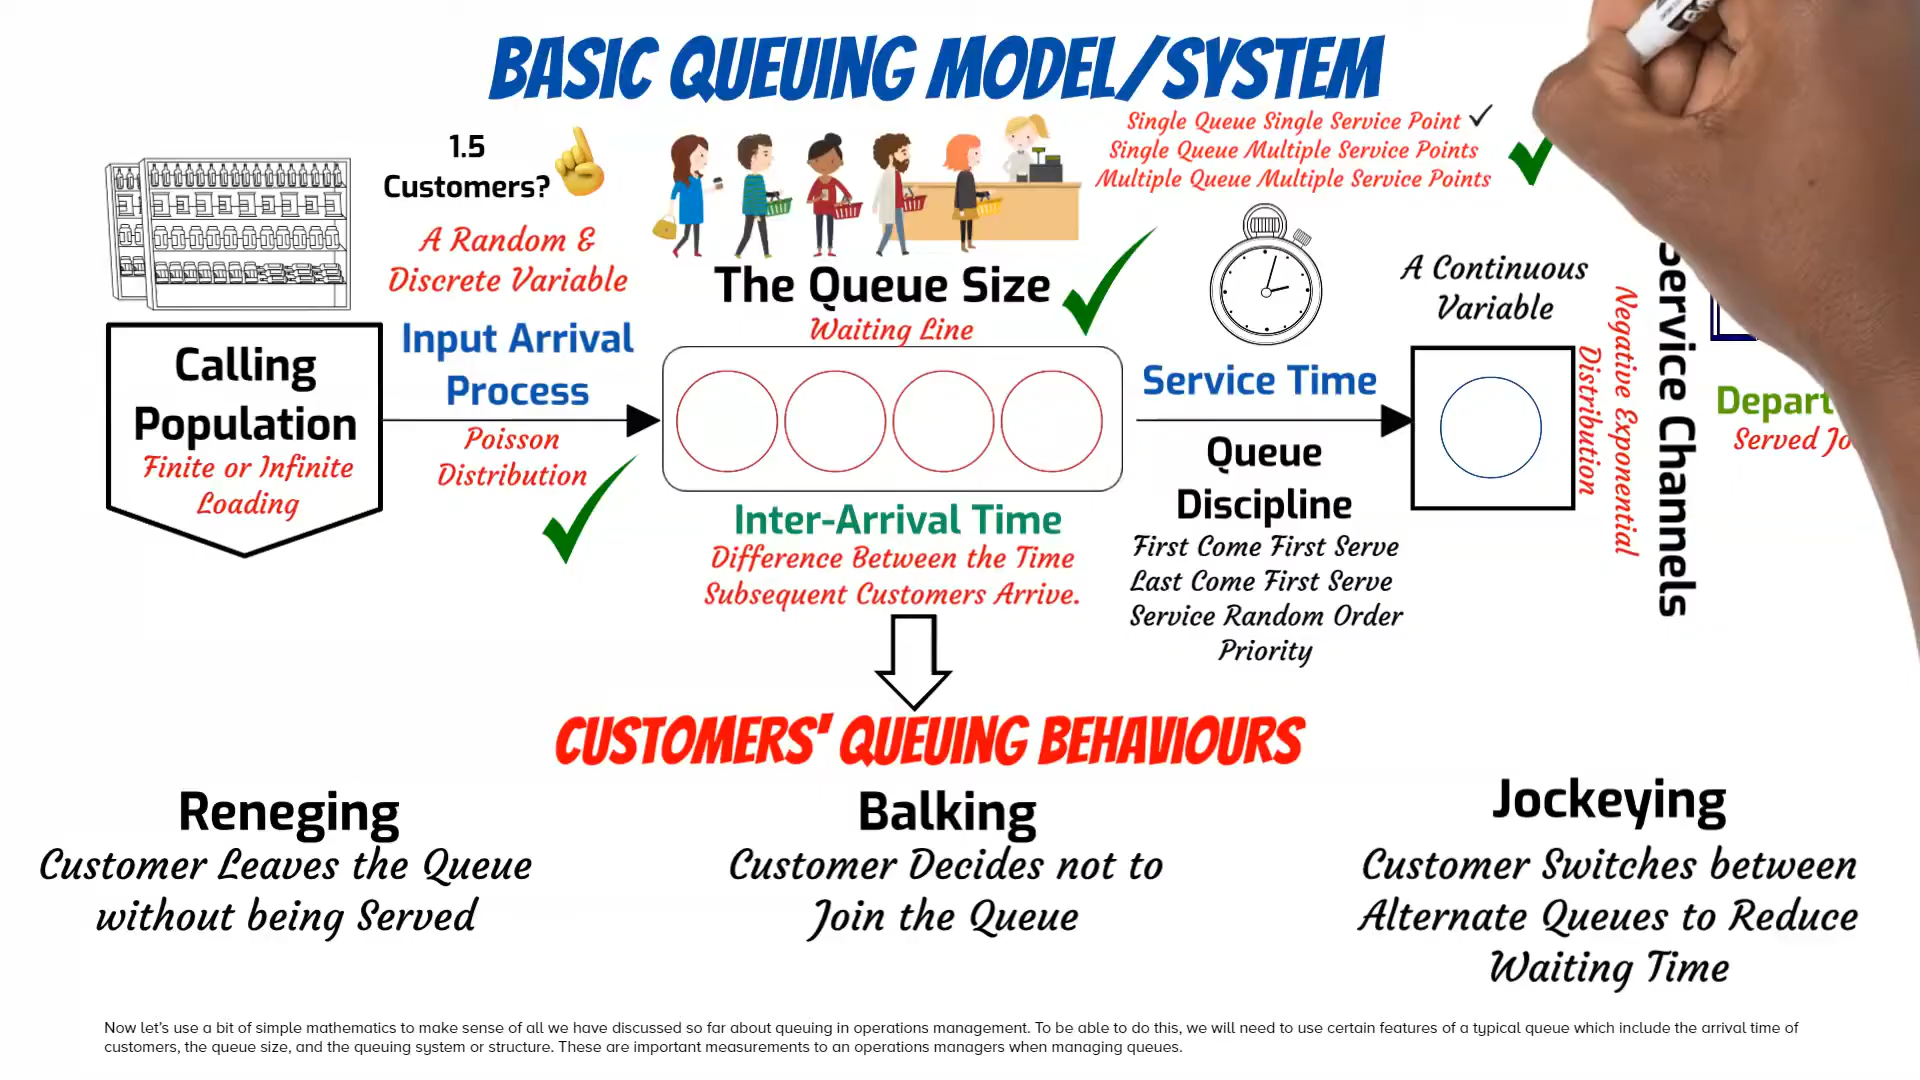 BASIC QUEUING MODEL/SYSTEM
Single Queue Single Service Point
Single Queue Multiple Service Points
Multiple Queue Multiple Service Points
1.5
Customers?
A Random &
Discrete Variable
The Queue Size
Waiting Line
A Continuous
Variable
Calling
Population
Finite or Infinite
Loading
Input Arrival
Process
Poisson
Distribution
Service Time
Queue
Discipline
First Come First Serve
Last Come First Serve
Service Random Order
Priority
Negative Exponential
Distribution
Service Channels
Depart
Served Jo
Inter-Arrival Time
Difference Between the Time
Subsequent Customers Arrive.
CUSTOMERS' QUEUING BEHAVIOURS
Reneging
Customer Leaves the Queue
without being Served
Balking
Customer Decides not to
Join the Queue
Jockeying
Customer Switches between
Alternate Queues to Reduce
Waiting Time
Now let's use a bit of simple mathematics to make sense of all we have discussed so far about queuing in operations management. To be able to do this, we will need to use certain features of a typical queue which include the arrival time of
customers, the queue size, and the queuing system or structure. These are important measurements to an operations managers when managing queues.